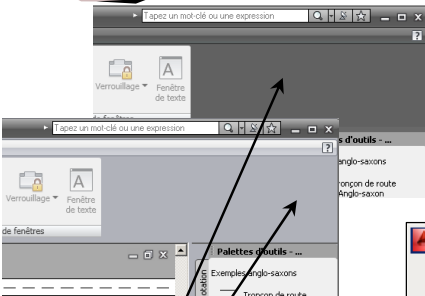 Tapez un mot-clé ou une expression
Verrouillage
Fenêtre
de texte
s d'outils - ...
anglo-saxons
ronçon de route
Anglo-saxon
Tapez un mot-clé ou une expression
Verrouillage
Fenêtre
de texte
de fenêtres
Palettes d'outils - ...
Exemples anglo-saxons
Tronçon de route